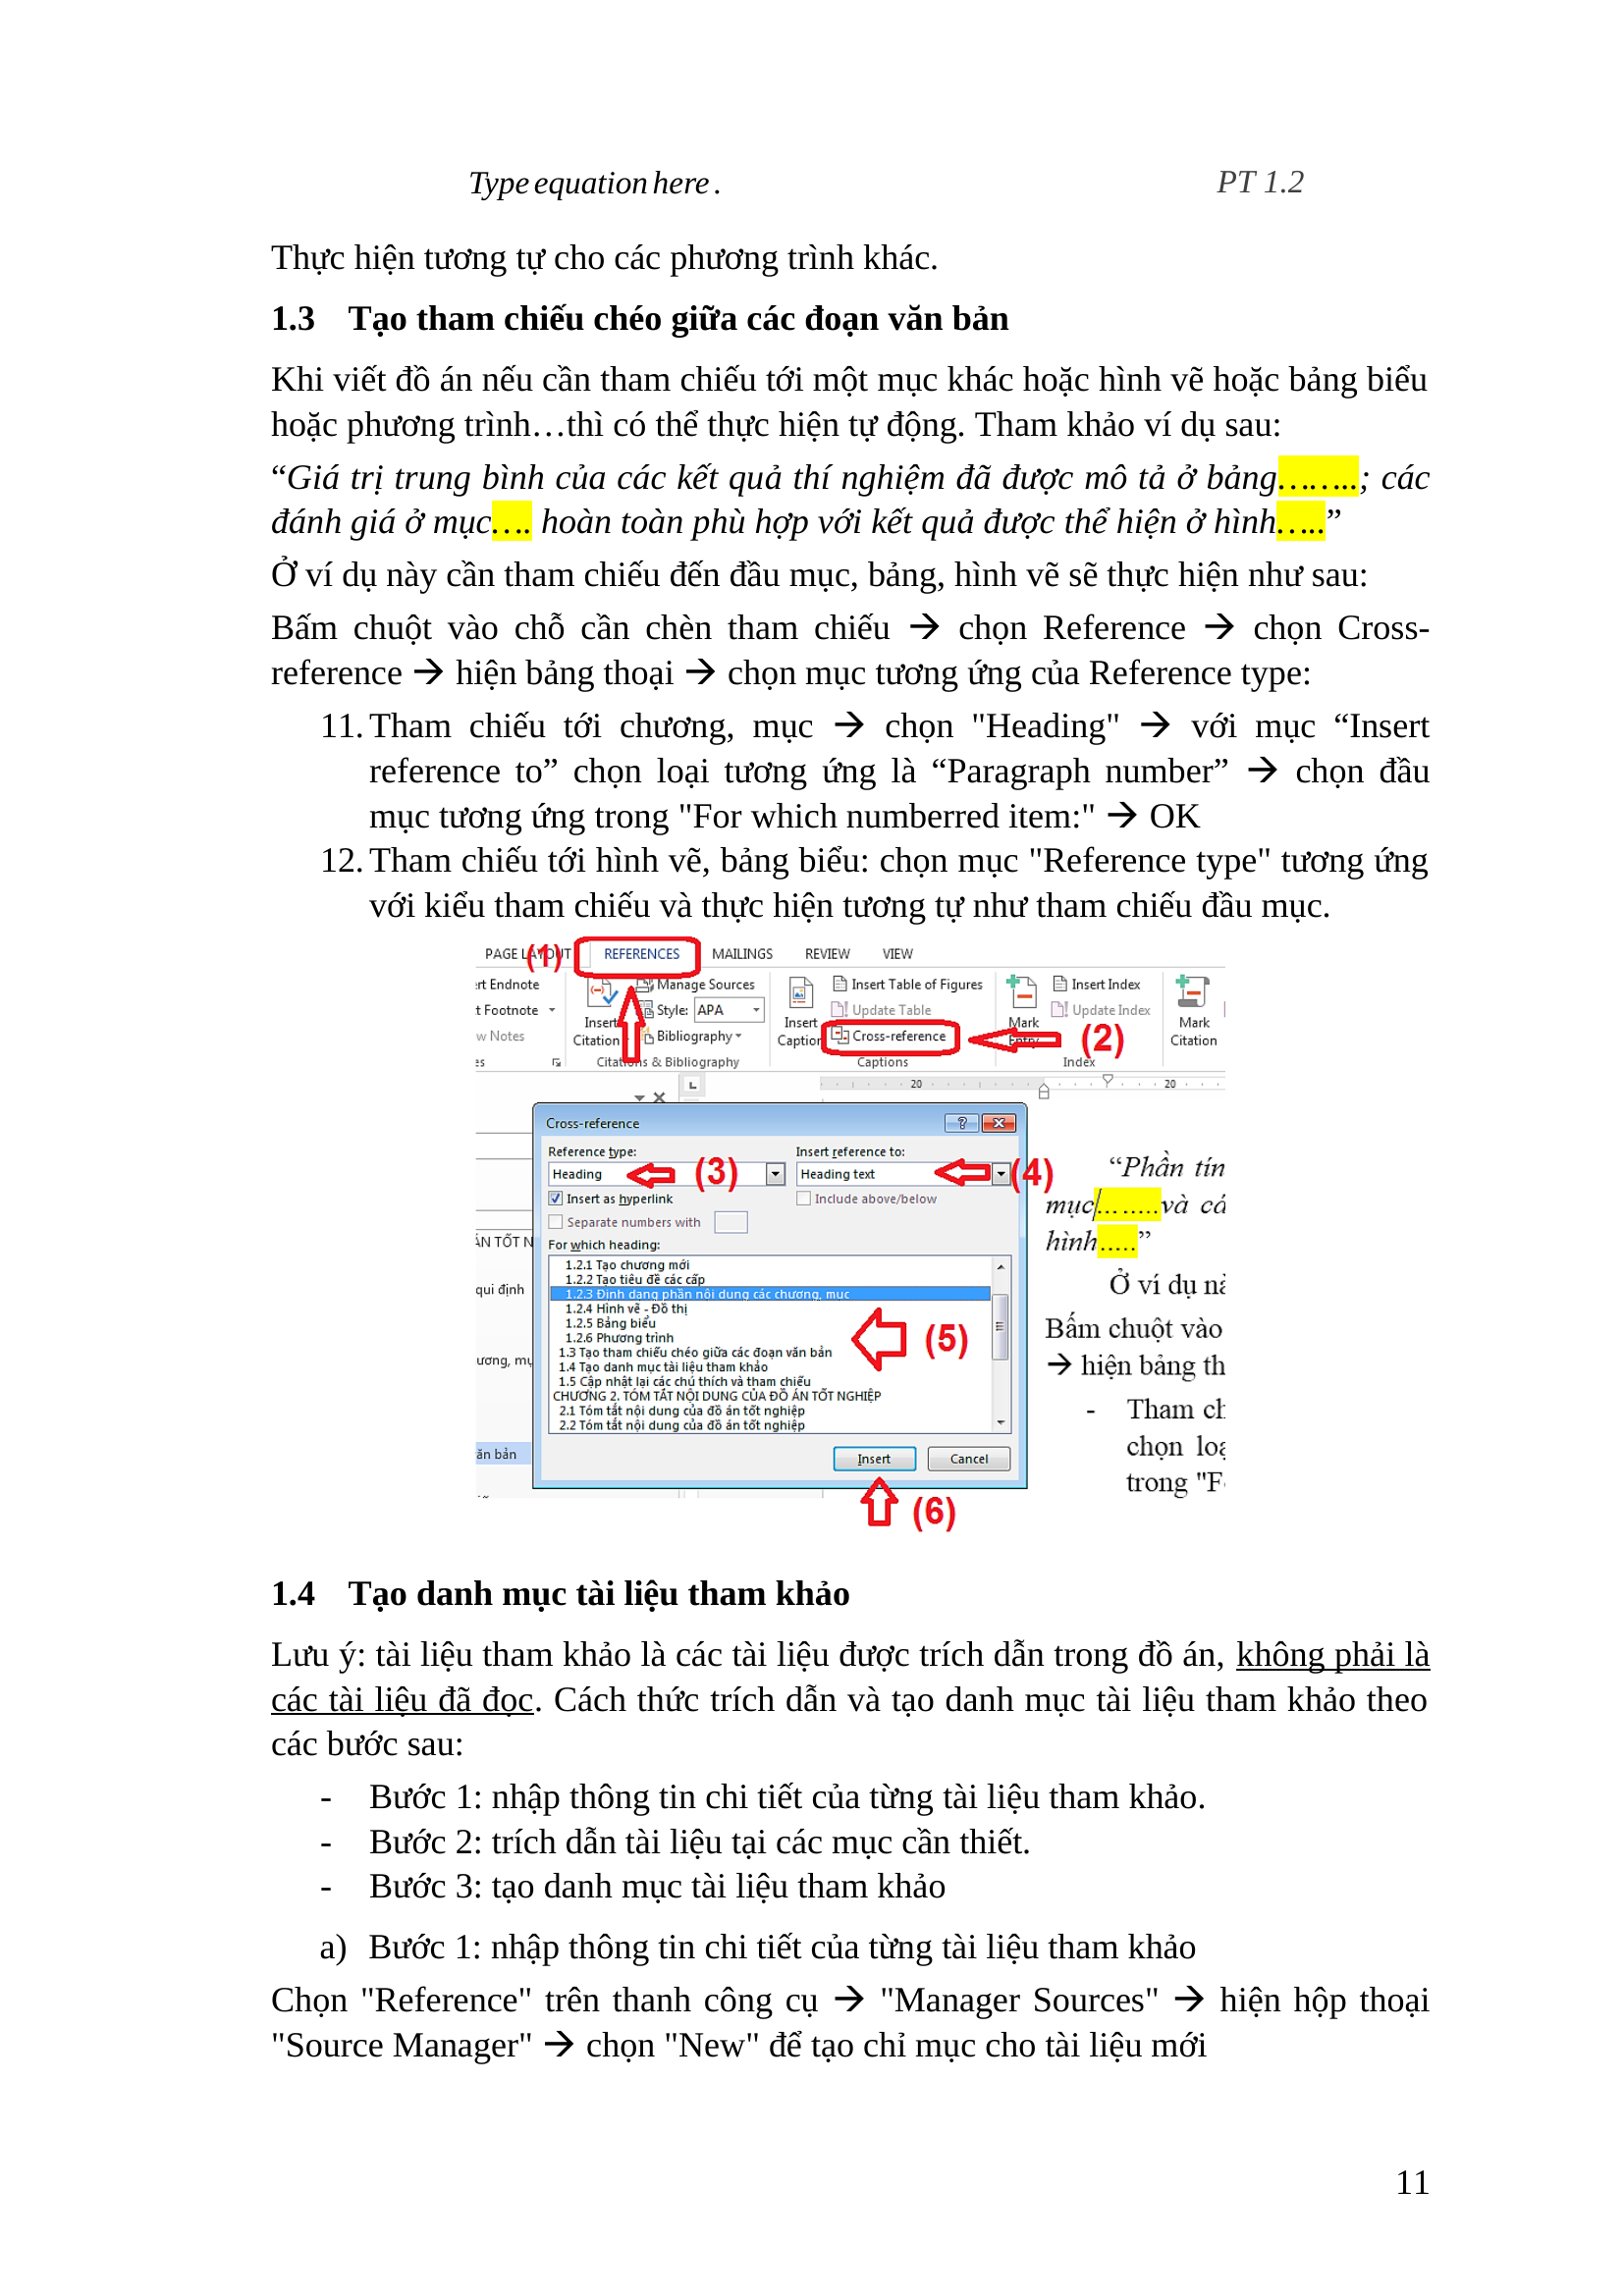 Type equation here . PT 1.2
Thực hiện tương tự cho các phương trình khác.
1.3 Tạo tham chiếu chéo giữa các đoạn văn bản
Khi viết đồ án nếu cần tham chiếu tới một mục khác hoặc hình vẽ hoặc bảng biểu
hoặc phương trình…thì có thể thực hiện tự động. Tham khảo ví dụ sau:
“Giá trị trung bình của các kết quả thí nghiệm đã được mô tả ở bảng……..; các
đánh giá ở mục…. hoàn toàn phù hợp với kết quả được thể hiện ở hình…..”
Ở ví dụ này cần tham chiếu đến đầu mục, bảng, hình vẽ sẽ thực hiện như sau:
Bấm chuột vào chỗ cần chèn tham chiếu → chọn Reference → chọn Cross-
reference → hiện bảng thoại → chọn mục tương ứng của Reference type:
11. Tham chiếu tới chương, mục → chọn "Heading" → với mục “Insert
reference to” chọn loại tương ứng là “Paragraph number” → chọn đầu
mục tương ứng trong "For which numberred item:" → OK
12. Tham chiếu tới hình vẽ, bảng biểu: chọn mục "Reference type" tương ứng
với kiểu tham chiếu và thực hiện tương tự như tham chiếu đầu mục.
PAGE LAYOUT (1) REFERENCES MAILINGS REVIEW VIEW
rt Endnote Manage Sources Insert Table of Figures Insert Index
t Footnote Style: APA Update Table Update Index
w Notes Insert Citation Bibliography Insert Caption Cross-reference (2) Mark Entry Mark Citation
es Citations & Bibliography Captions Index
20 20
Cross-reference
Reference type: Insert reference to:
Heading (3) Heading text (4)
Insert as hyperlink Include above/below
Separate numbers with
For which heading:
1.2.1 Tạo chương mới
1.2.2 Tạo tiêu đề các cấp
1.2.3 Định dạng phần nội dung các chương, mục
1.2.4 Hình vẽ - Đồ thị
1.2.5 Bảng biểu
1.2.6 Phương trình
(5)
1.3 Tạo tham chiếu chéo giữa các đoạn văn bản
1.4 Tạo danh mục tài liệu tham khảo
1.5 Cập nhật lại các chú thích và tham chiếu
CHƯƠNG 2. TÓM TẮT NỘI DUNG CỦA ĐỒ ÁN TỐT NGHIỆP
2.1 Tóm tắt nội dung của đồ án tốt nghiệp
2.2 Tóm tắt nội dung của đồ án tốt nghiệp
Insert Cancel
(6)
ÁN TỐT N
qui định
ương, mụ
ăn bản
“Phần tín
mục… …..và cá
hình…..”
Ở ví dụ nà
Bấm chuột vào
→ hiện bảng th
- Tham ch
chọn loạ
trong "F
1.4 Tạo danh mục tài liệu tham khảo
Lưu ý: tài liệu tham khảo là các tài liệu được trích dẫn trong đồ án, không phải là
các tài liệu đã đọc. Cách thức trích dẫn và tạo danh mục tài liệu tham khảo theo
các bước sau:
- Bước 1: nhập thông tin chi tiết của từng tài liệu tham khảo.
- Bước 2: trích dẫn tài liệu tại các mục cần thiết.
- Bước 3: tạo danh mục tài liệu tham khảo
a) Bước 1: nhập thông tin chi tiết của từng tài liệu tham khảo
Chọn "Reference" trên thanh công cụ → "Manager Sources" → hiện hộp thoại
"Source Manager" → chọn "New" để tạo chỉ mục cho tài liệu mới
11